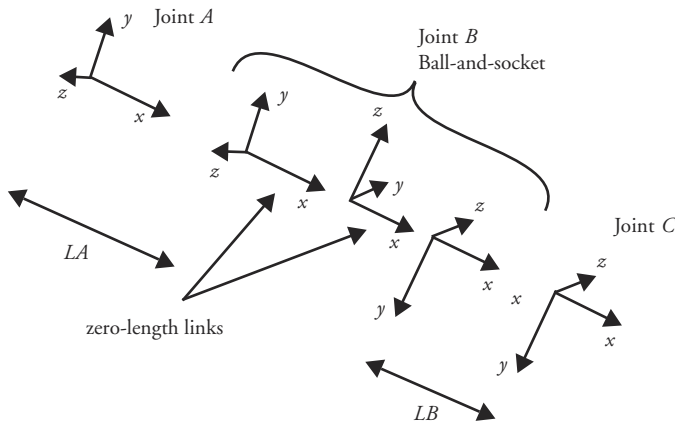 Joint A
y
z
x
Joint B
Ball-and-socket
y
z
x
z
y
x
z
x
y
LA
zero-length links
Joint C
z
x
x
y
LB